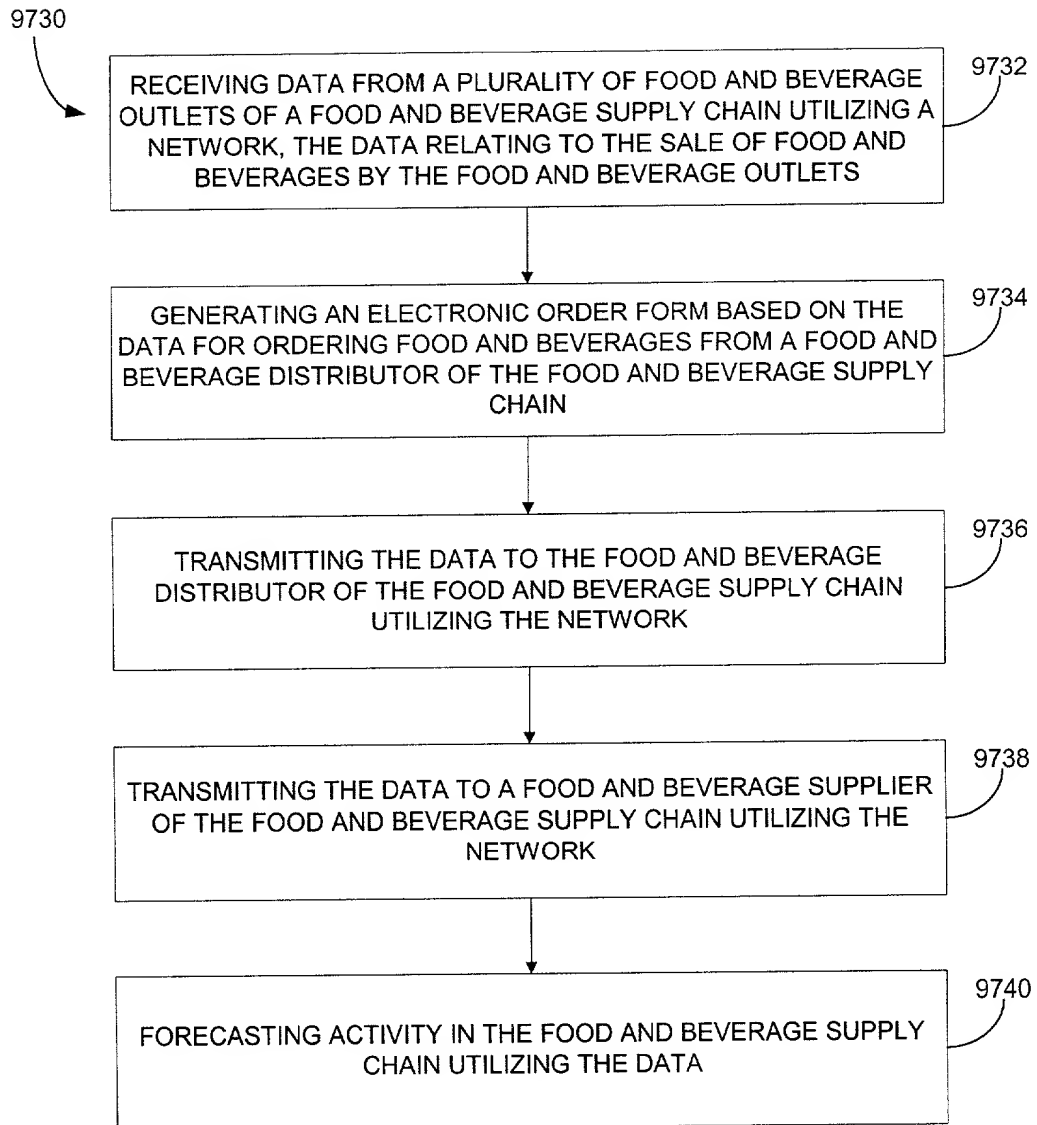 9730
9732
RECEIVING DATA FROM A PLURALITY OF FOOD AND BEVERAGE
OUTLETS OF A FOOD AND BEVERAGE SUPPLY CHAIN UTILIZING A
NETWORK, THE DATA RELATING TO THE SALE OF FOOD AND
BEVERAGES BY THE FOOD AND BEVERAGE OUTLETS
9734
GENERATING AN ELECTRONIC ORDER FORM BASED ON THE
DATA FOR ORDERING FOOD AND BEVERAGES FROM A FOOD AND
BEVERAGE DISTRIBUTOR OF THE FOOD AND BEVERAGE SUPPLY
CHAIN
9736
TRANSMITTING THE DATA TO THE FOOD AND BEVERAGE
DISTRIBUTOR OF THE FOOD AND BEVERAGE SUPPLY CHAIN
UTILIZING THE NETWORK
9738
TRANSMITTING THE DATA TO A FOOD AND BEVERAGE SUPPLIER
OF THE FOOD AND BEVERAGE SUPPLY CHAIN UTILIZING THE
NETWORK
9740
FORECASTING ACTIVITY IN THE FOOD AND BEVERAGE SUPPLY
CHAIN UTILIZING THE DATA